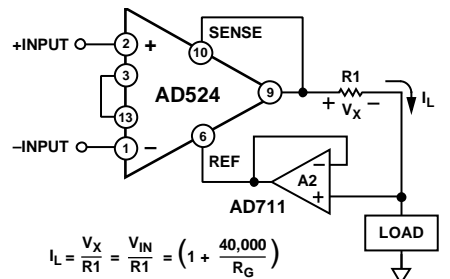 +INPUT
2
+
10
SENSE
3
13
AD524
9
R1
+ VX −
IL
6
REF
−INPUT
1
−
−
A2
+
AD711
LOAD
IL = VX/R1 = VIN/R1 = (1 + 40,000/RG)